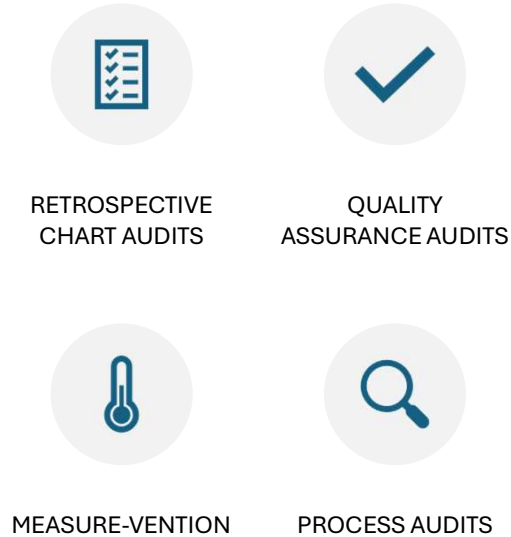 RETROSPECTIVE
CHART AUDITS
QUALITY
ASSURANCE AUDITS
MEASURE-VENTION
PROCESS AUDITS